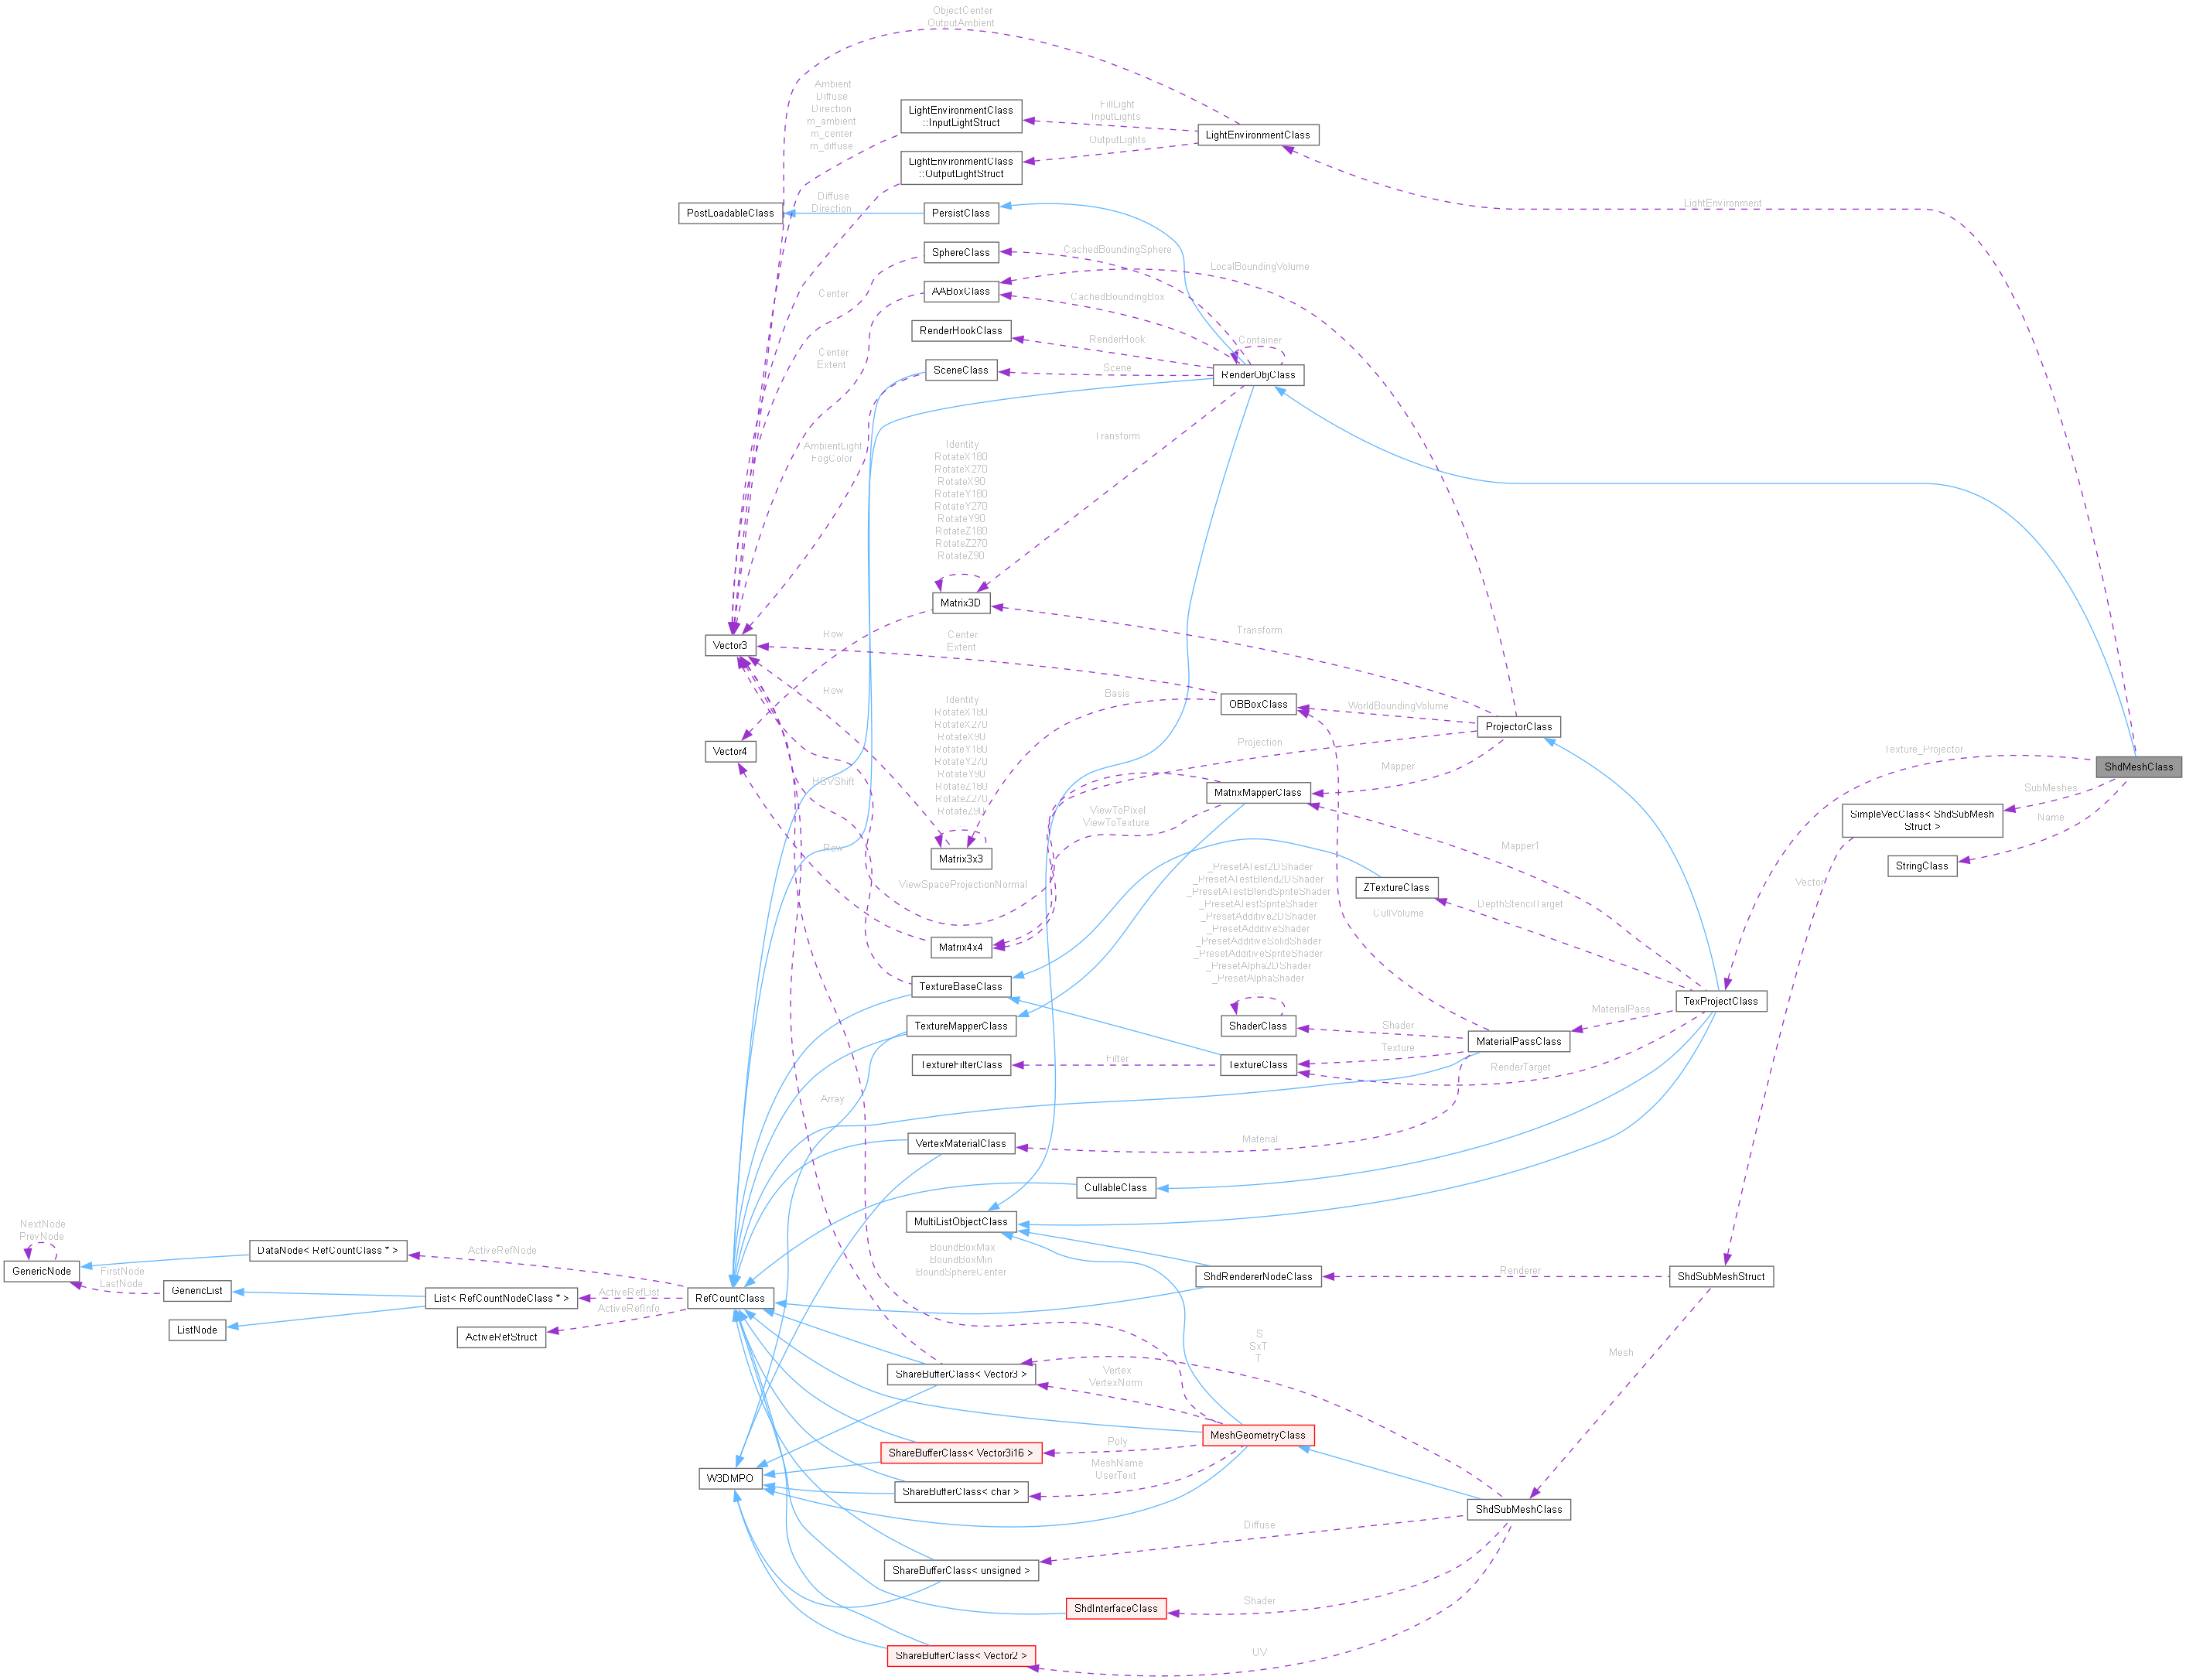 ObjectCenter
OutputAmbient
Ambient
Diffuse
Direction
m_ambient
m_center
m_diffuse
LightEnvironmentClass
::InputLightStruct
FillLight
InputLights
LightEnvironmentClass
OutputLights
LightEnvironmentClass
::OutputLightStruct
Diffuse
Direction
LightEnvironment
PostLoadableClass
PersistClass
SphereClass
CachedBoundingSphere
LocalBoundingVolume
Center
AABoxClass
CachedBoundingBox
RenderHookClass
RenderHook
Container
Center
Extent
SceneClass
Scene
RenderObjClass
AmbientLight
FogColor
Transform
Identity
RotateX180
RotateX270
RotateX90
RotateY180
RotateY270
RotateY90
RotateZ180
RotateZ270
RotateZ90
Matrix3D
Vector3
Row
Center
Extent
Transform
Row
Identity
RotateX180
RotateX270
RotateX90
RotateY180
RotateY270
RotateY90
RotateZ180
RotateZ270
RotateZ90
Basis
OBBoxClass
WorldBoundingVolume
ProjectorClass
Vector4
Projection
Mapper
Texture_Projector
ShdMeshClass
HSVShift
MatrixMapperClass
SubMeshes
ViewToPixel
ViewToTexture
SimpleVecClass< ShdSubMesh
Struct >
Name
Row
Matrix3x3
Mapper1
StringClass
ViewSpaceProjectionNormal
_PresetATest2DShader
_PresetATestBlend2DShader
_PresetATestBlendSpriteShader
_PresetATestSpriteShader
_PresetAdditive2DShader
_PresetAdditiveShader
_PresetAdditiveSolidShader
_PresetAdditiveSpriteShader
_PresetAlpha2DShader
_PresetAlphaShader
ZTextureClass
Vector
CullVolume
DepthStencilTarget
Matrix4x4
TextureBaseClass
TexProjectClass
MaterialPass
TextureMapperClass
ShaderClass
Shader
MaterialPassClass
Texture
TextureFilterClass
Filter
TextureClass
RenderTarget
Array
VertexMaterialClass
Material
CullableClass
MultiListObjectClass
NextNode
PrevNode
DataNode< RefCountClass * >
ActiveRefNode
BoundBoxMax
BoundBoxMin
BoundSphereCenter
GenericNode
FirstNode
LastNode
GenericList
ShdRendererNodeClass
Renderer
ShdSubMeshStruct
List< RefCountNodeClass * >
ActiveRefList
RefCountClass
ActiveRefInfo
ListNode
ActiveRefStruct
S
SxT
T
Mesh
ShareBufferClass< Vector3 >
Vertex
VertexNorm
MeshGeometryClass
ShareBufferClass< Vector3i16 >
Poly
MeshName
UserText
W3DMPO
ShareBufferClass< char >
ShdSubMeshClass
Diffuse
ShareBufferClass< unsigned >
ShdInterfaceClass
Shader
ShareBufferClass< Vector2 >
UV